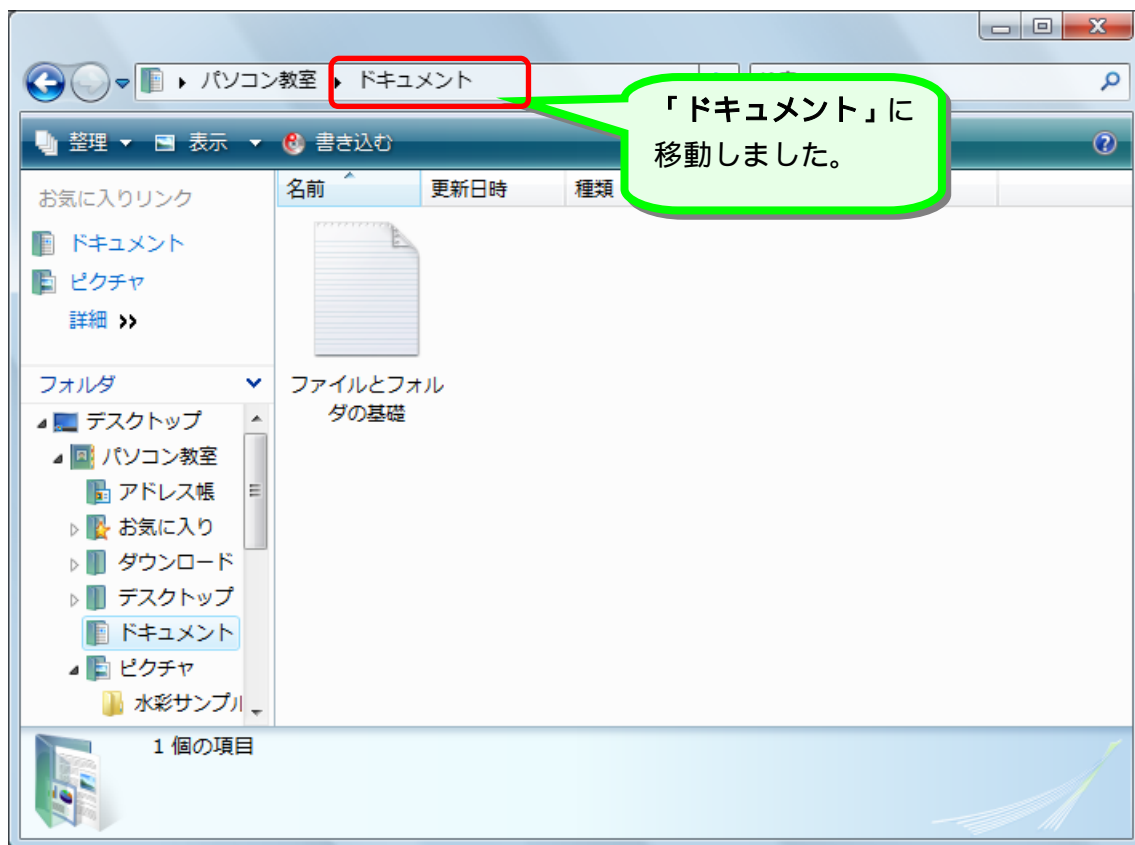 パソコン教室 ドキュメント
「ドキュメント」に
移動しました。
整理 表示 書き込む
名前 更新日時 種類
お気に入りリンク
ドキュメント
ピクチャ
詳細 >>
フォルダ
デスクトップ
パソコン教室
アドレス帳
お気に入り
ダウンロード
デスクトップ
ドキュメント
ピクチャ
水彩サンプル
ファイルとフォル
ダの基礎
1 個の項目